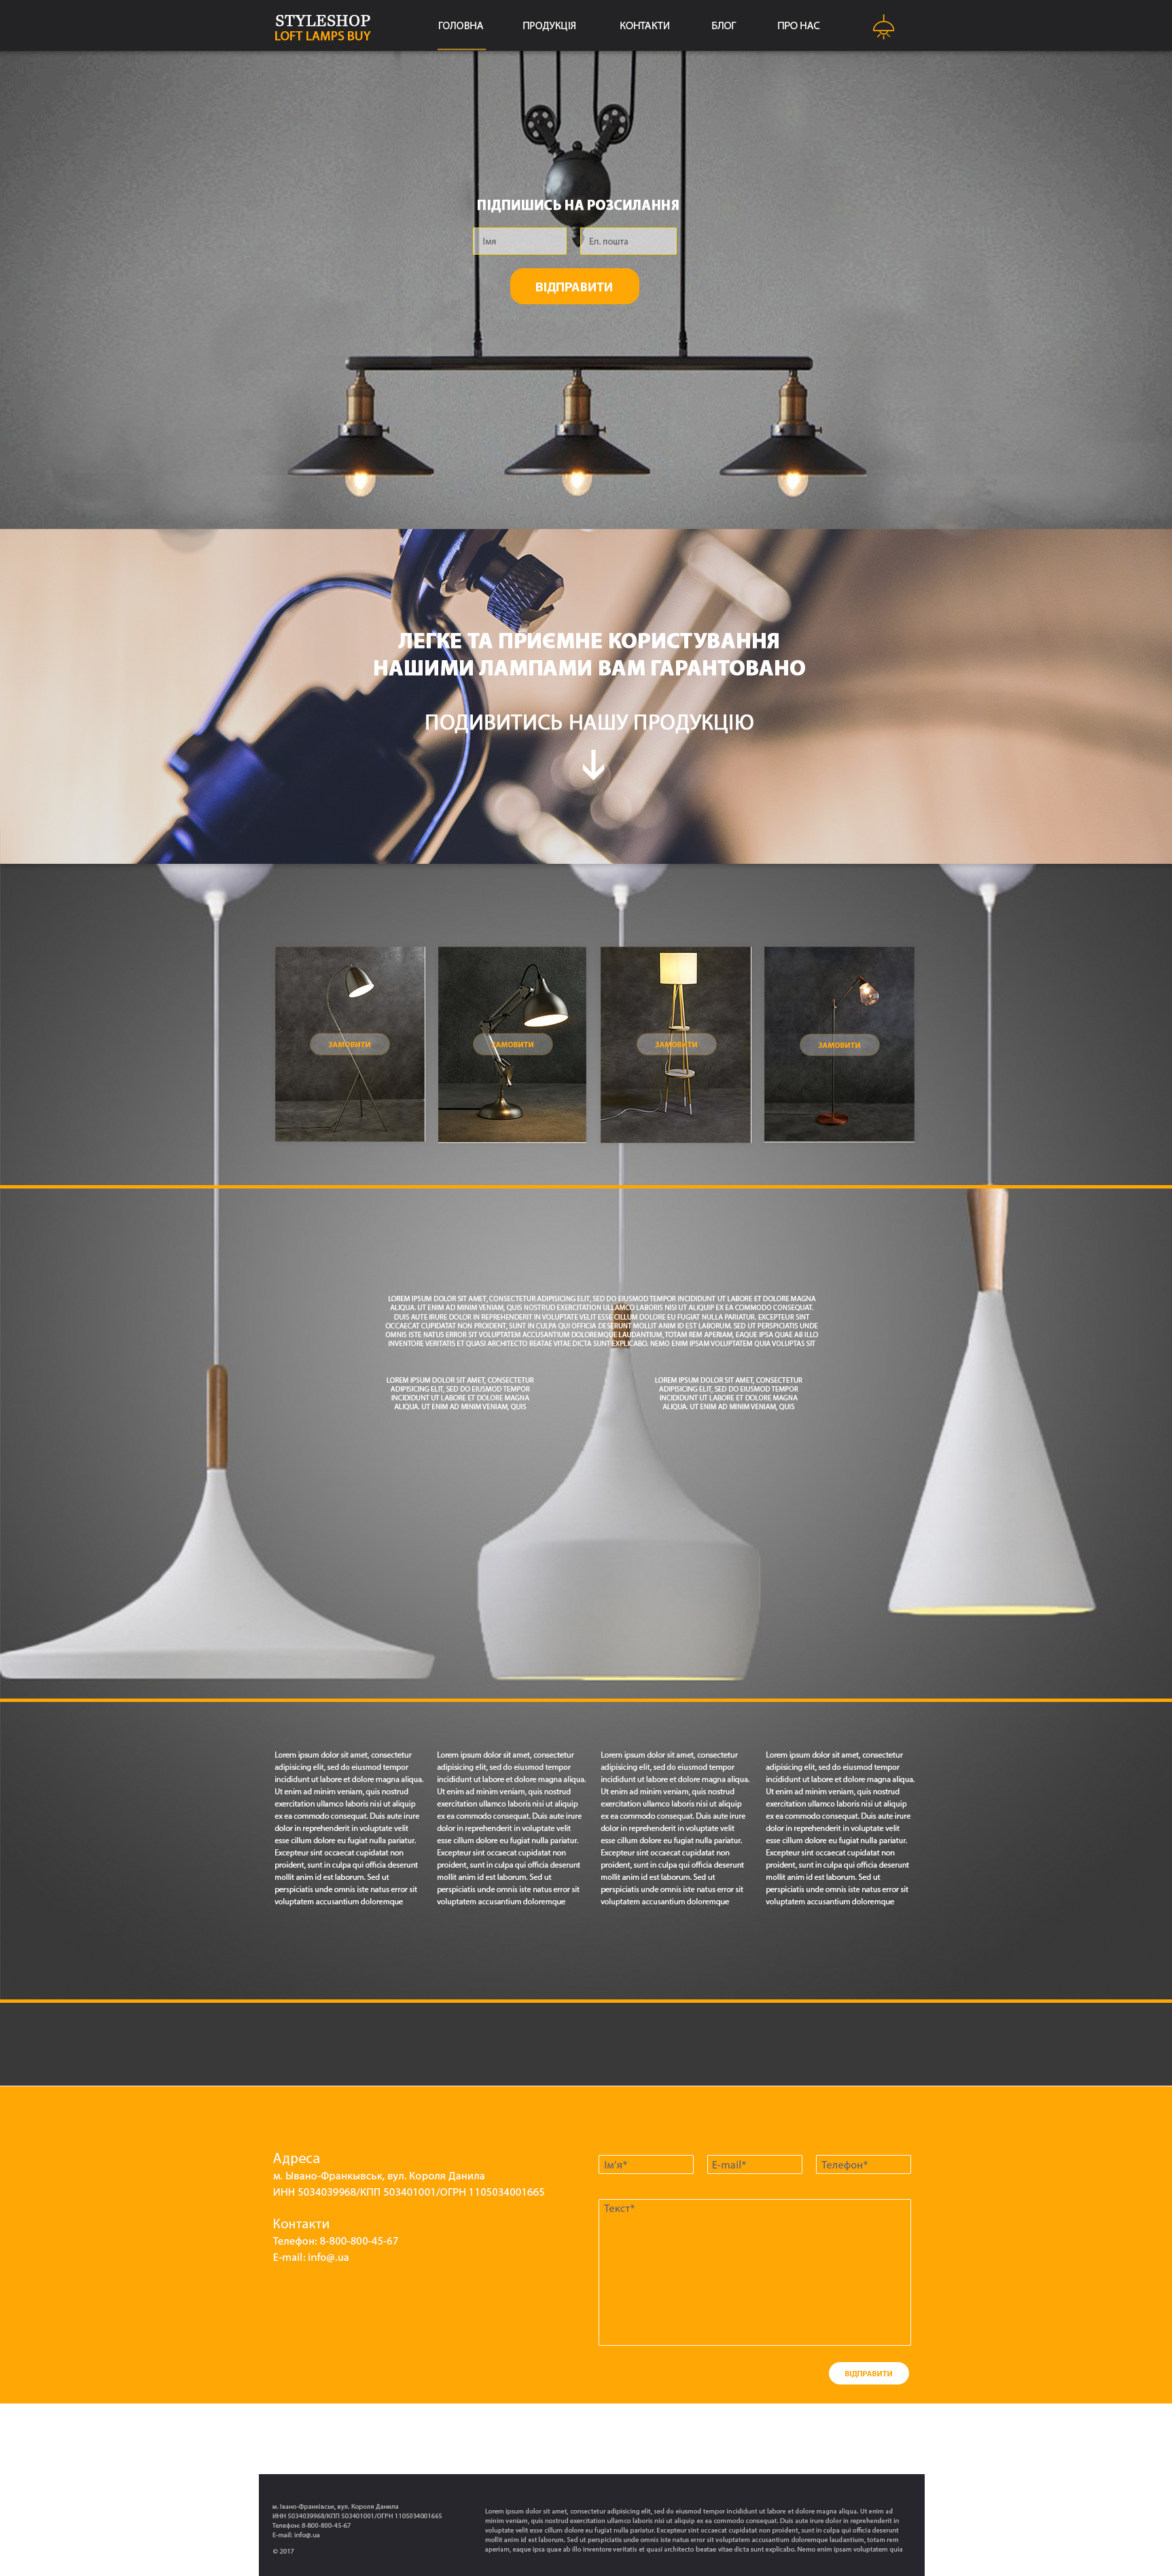 STYLESHOP
LOFT LAMPS BUY
ГОЛОВНА ПРОДУКЦІЯ КОНТАКТИ БЛОГ ПРО НАС
ПІДПИШИСЬ НА РОЗСИЛАННЯ
Імя Ел. пошта
ВІДПРАВИТИ
ЛЕГКЕ ТА ПРИЄМНЕ КОРИСТУВАННЯ
НАШИМИ ЛАМПАМИ ВАМ ГАРАНТОВАНО
ПОДИВИТИСЬ НАШУ ПРОДУКЦІЮ
ЗАМОВИТИ ЗАМОВИТИ ЗАМОВИТИ ЗАМОВИТИ
LOREM IPSUM DOLOR SIT AMET, CONSECTETUR ADIPISICING ELIT, SED DO EIUSMOD TEMPOR INCIDIDUNT UT LABORE ET DOLORE MAGNA
ALIQUA. UT ENIM AD MINIM VENIAM, QUIS NOSTRUD EXERCITATION ULLAMCO LABORIS NISI UT ALIQUIP EX EA COMMODO CONSEQUAT.
DUIS AUTE IRURE DOLOR IN REPREHENDERIT IN VOLUPTATE VELIT ESSE CILLUM DOLORE EU FUGIAT NULLA PARIATUR. EXCEPTEUR SINT
OCCAECAT CUPIDATAT NON PROIDENT, SUNT IN CULPA QUI OFFICIA DESERUNT MOLLIT ANIM ID EST LABORUM. SED UT PERSPICIATIS UNDE
OMNIS ISTE NATUS ERROR SIT VOLUPTATEM ACCUSANTIUM DOLOREMQUE LAUDANTIUM, TOTAM REM APERIAM, EAQUE IPSA QUAE AB ILLO
INVENTORE VERITATIS ET QUASI ARCHITECTO BEATAE VITAE DICTA SUNT EXPLICABO. NEMO ENIM IPSAM VOLUPTATEM QUIA VOLUPTAS SIT
LOREM IPSUM DOLOR SIT AMET, CONSECTETUR
ADIPISICING ELIT, SED DO EIUSMOD TEMPOR
INCIDIDUNT UT LABORE ET DOLORE MAGNA
ALIQUA. UT ENIM AD MINIM VENIAM, QUIS
LOREM IPSUM DOLOR SIT AMET, CONSECTETUR
ADIPISICING ELIT, SED DO EIUSMOD TEMPOR
INCIDIDUNT UT LABORE ET DOLORE MAGNA
ALIQUA. UT ENIM AD MINIM VENIAM, QUIS
Lorem ipsum dolor sit amet, consectetur
adipisicing elit, sed do eiusmod tempor
incididunt ut labore et dolore magna aliqua.
Ut enim ad minim veniam, quis nostrud
exercitation ullamco laboris nisi ut aliquip
ex ea commodo consequat. Duis aute irure
dolor in reprehenderit in voluptate velit
esse cillum dolore eu fugiat nulla pariatur.
Excepteur sint occaecat cupidatat non
proident, sunt in culpa qui officia deserunt
mollit anim id est laborum. Sed ut
perspiciatis unde omnis iste natus error sit
voluptatem accusantium doloremque
Lorem ipsum dolor sit amet, consectetur
adipisicing elit, sed do eiusmod tempor
incididunt ut labore et dolore magna aliqua.
Ut enim ad minim veniam, quis nostrud
exercitation ullamco laboris nisi ut aliquip
ex ea commodo consequat. Duis aute irure
dolor in reprehenderit in voluptate velit
esse cillum dolore eu fugiat nulla pariatur.
Excepteur sint occaecat cupidatat non
proident, sunt in culpa qui officia deserunt
mollit anim id est laborum. Sed ut
perspiciatis unde omnis iste natus error sit
voluptatem accusantium doloremque
Lorem ipsum dolor sit amet, consectetur
adipisicing elit, sed do eiusmod tempor
incididunt ut labore et dolore magna aliqua.
Ut enim ad minim veniam, quis nostrud
exercitation ullamco laboris nisi ut aliquip
ex ea commodo consequat. Duis aute irure
dolor in reprehenderit in voluptate velit
esse cillum dolore eu fugiat nulla pariatur.
Excepteur sint occaecat cupidatat non
proident, sunt in culpa qui officia deserunt
mollit anim id est laborum. Sed ut
perspiciatis unde omnis iste natus error sit
voluptatem accusantium doloremque
Lorem ipsum dolor sit amet, consectetur
adipisicing elit, sed do eiusmod tempor
incididunt ut labore et dolore magna aliqua.
Ut enim ad minim veniam, quis nostrud
exercitation ullamco laboris nisi ut aliquip
ex ea commodo consequat. Duis aute irure
dolor in reprehenderit in voluptate velit
esse cillum dolore eu fugiat nulla pariatur.
Excepteur sint occaecat cupidatat non
proident, sunt in culpa qui officia deserunt
mollit anim id est laborum. Sed ut
perspiciatis unde omnis iste natus error sit
voluptatem accusantium doloremque
Адреса
м. Ывано-Франкывськ, вул. Короля Данила
ИНН 5034039968/КПП 503401001/ОГРН 1105034001665
Контакти
Телефон: 8-800-800-45-67
E-mail: info@.ua
Ім'я* E-mail* Телефон*
Текст*
ВІДПРАВИТИ
м. Івано-Франківськ, вул. Короля Данила
ИНН 5034039968/КПП 503401001/ОГРН 1105034001665
Телефон: 8-800-800-45-67
E-mail: info@.ua
© 2017
Lorem ipsum dolor sit amet, consectetur adipisicing elit, sed do eiusmod tempor incididunt ut labore et dolore magna aliqua. Ut enim ad
minim veniam, quis nostrud exercitation ullamco laboris nisi ut aliquip ex ea commodo consequat. Duis aute irure dolor in reprehenderit in
voluptate velit esse cillum dolore eu fugiat nulla pariatur. Excepteur sint occaecat cupidatat non proident, sunt in culpa qui officia deserunt
mollit anim id est laborum. Sed ut perspiciatis unde omnis iste natus error sit voluptatem accusantium doloremque laudantium, totam rem
aperiam, eaque ipsa quae ab illo inventore veritatis et quasi architecto beatae vitae dicta sunt explicabo. Nemo enim ipsam voluptatem quia